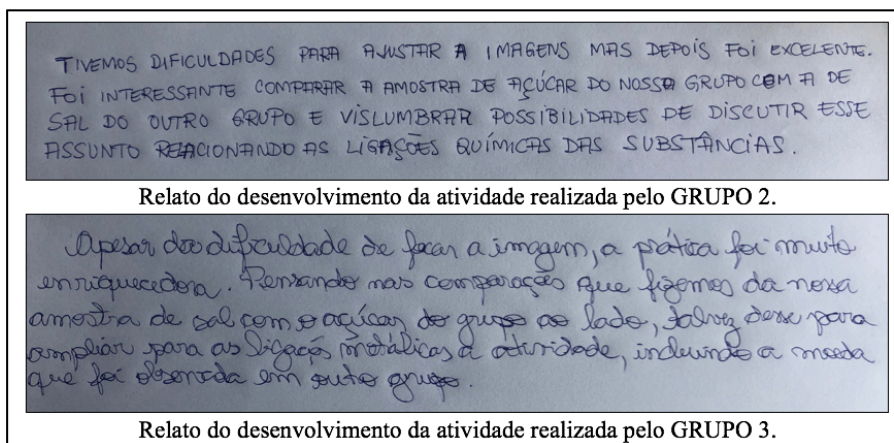 TIVEMOS DIFICULDADES PARA AJUSTAR A IMAGENS MAS DEPOIS FOI EXCELENTE.
FOI INTERESSANTE COMPARAR A AMOSTRA DE AÇÚCAR DO NOSSO GRUPO COM A DE
SAL DO OUTRO GRUPO E VISLUMBRAR POSSIBILIDADES DE DISCUTIR ESSE
ASSUNTO RELACIONANDO AS LIGAÇÕES QUÍMICAS DAS SUBSTÂNCIAS.
Relato do desenvolvimento da atividade realizada pelo GRUPO 2.
Apesar da dificuldade de focar a imagem, a prática foi muito
enriquecedora. Pensando nas comparações que fizemos da nossa
amostra de sal com o açúcar do grupo ao lado, talvez desse para
ampliar para as ligações metálicas a atividade, incluindo a moeda
que foi observada em outro grupo.
Relato do desenvolvimento da atividade realizada pelo GRUPO 3.